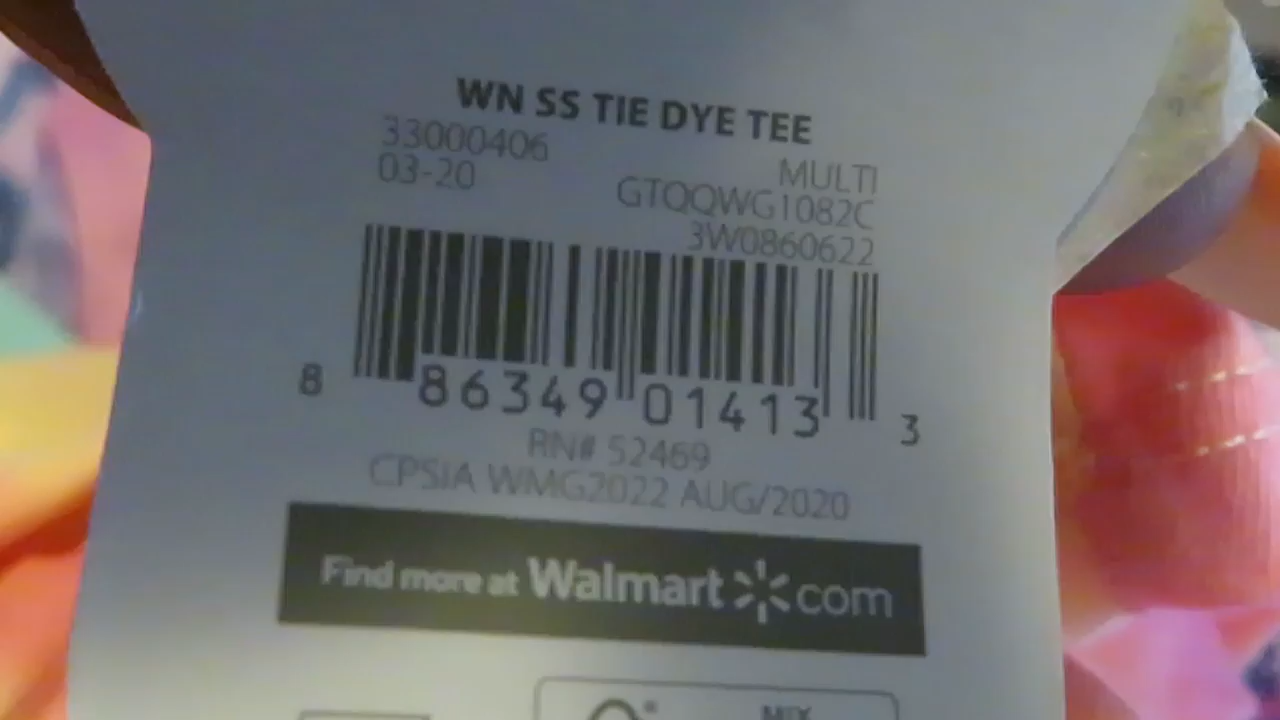 WN SS TIE DYE TEE
33000406
MULTI
03-20
GTQQWG1082C
3W0860622
8 86349 01413 3
RN# 52469
CPSIA WMG2022 AUG/2020
Find more at Walmart com
MIX